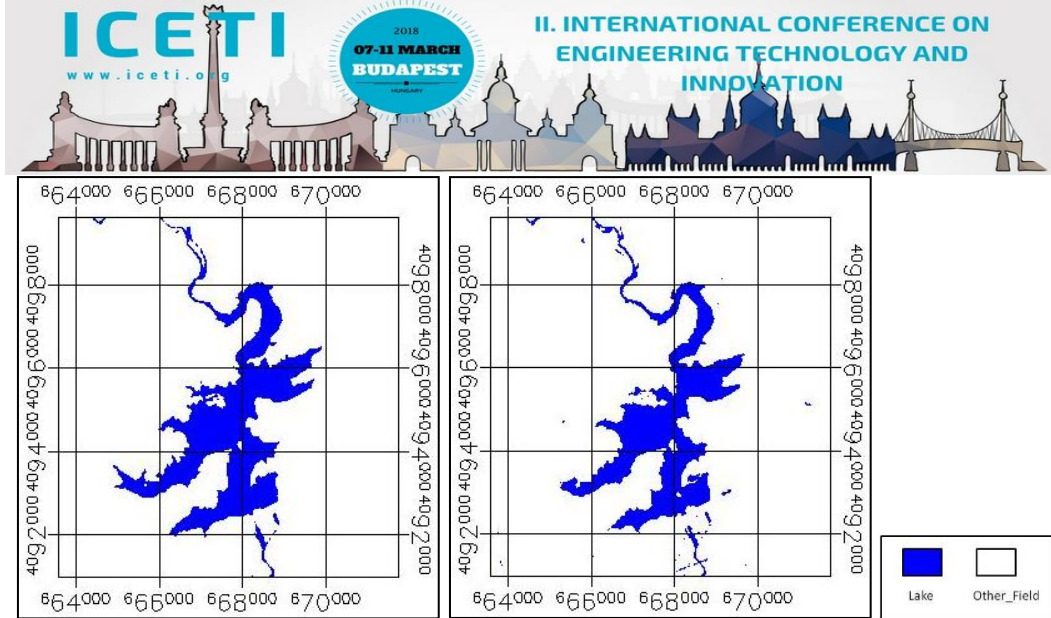 ICETI
www.iceti.org
2018
07-11 MARCH
BUDAPEST
HUNGARY
II. INTERNATIONAL CONFERENCE ON
ENGINEERING TECHNOLOGY AND
INNOVATION
664000 666000 668000 670000
4098000
4096000
4094000
4092000
4098000
4096000
4094000
4092000
664000 666000 668000 670000
664000 666000 668000 670000
4098000
4096000
4094000
4092000
4098000
4096000
4094000
4092000
664000 666000 668000 670000
Lake
Other_Field